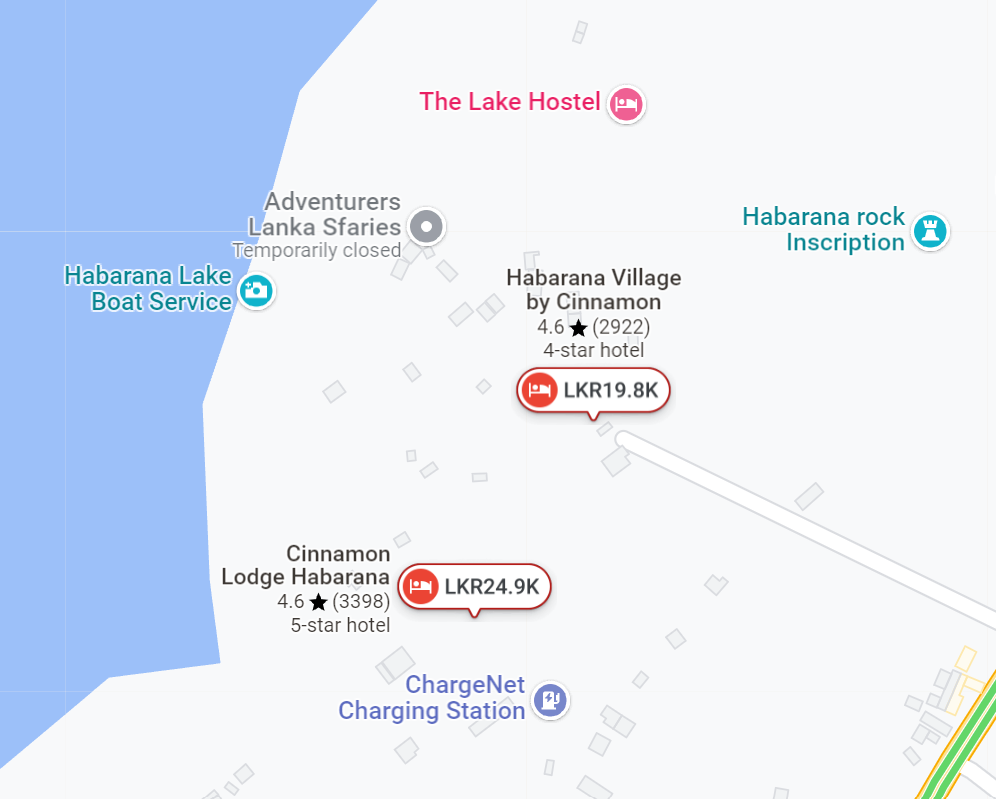 The Lake Hostel
Adventurers
Lanka Sfaries
Temporarily closed
Habarana rock
Inscription
Habarana Lake
Boat Service
Habarana Village
by Cinnamon
4.6 ★ (2922)
4-star hotel
LKR19.8K
Cinnamon
Lodge Habarana
4.6 ★ (3398)
5-star hotel
LKR24.9K
ChargeNet
Charging Station